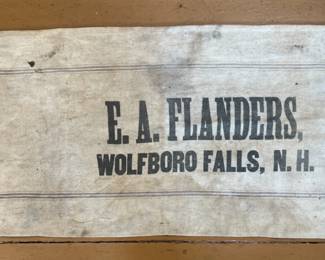 E. A. FLANDERS,
WOLFBORO FALLS, N. H.